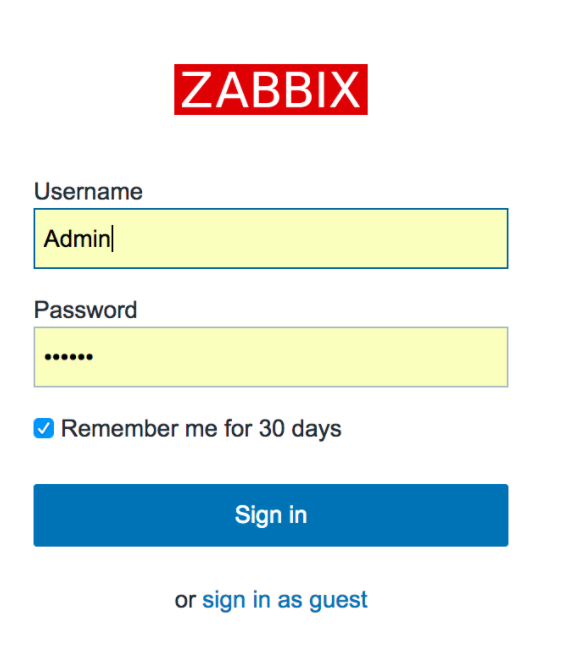 ZABBIX
Username
Admin
Password
••••••
Remember me for 30 days
Sign in
or sign in as guest